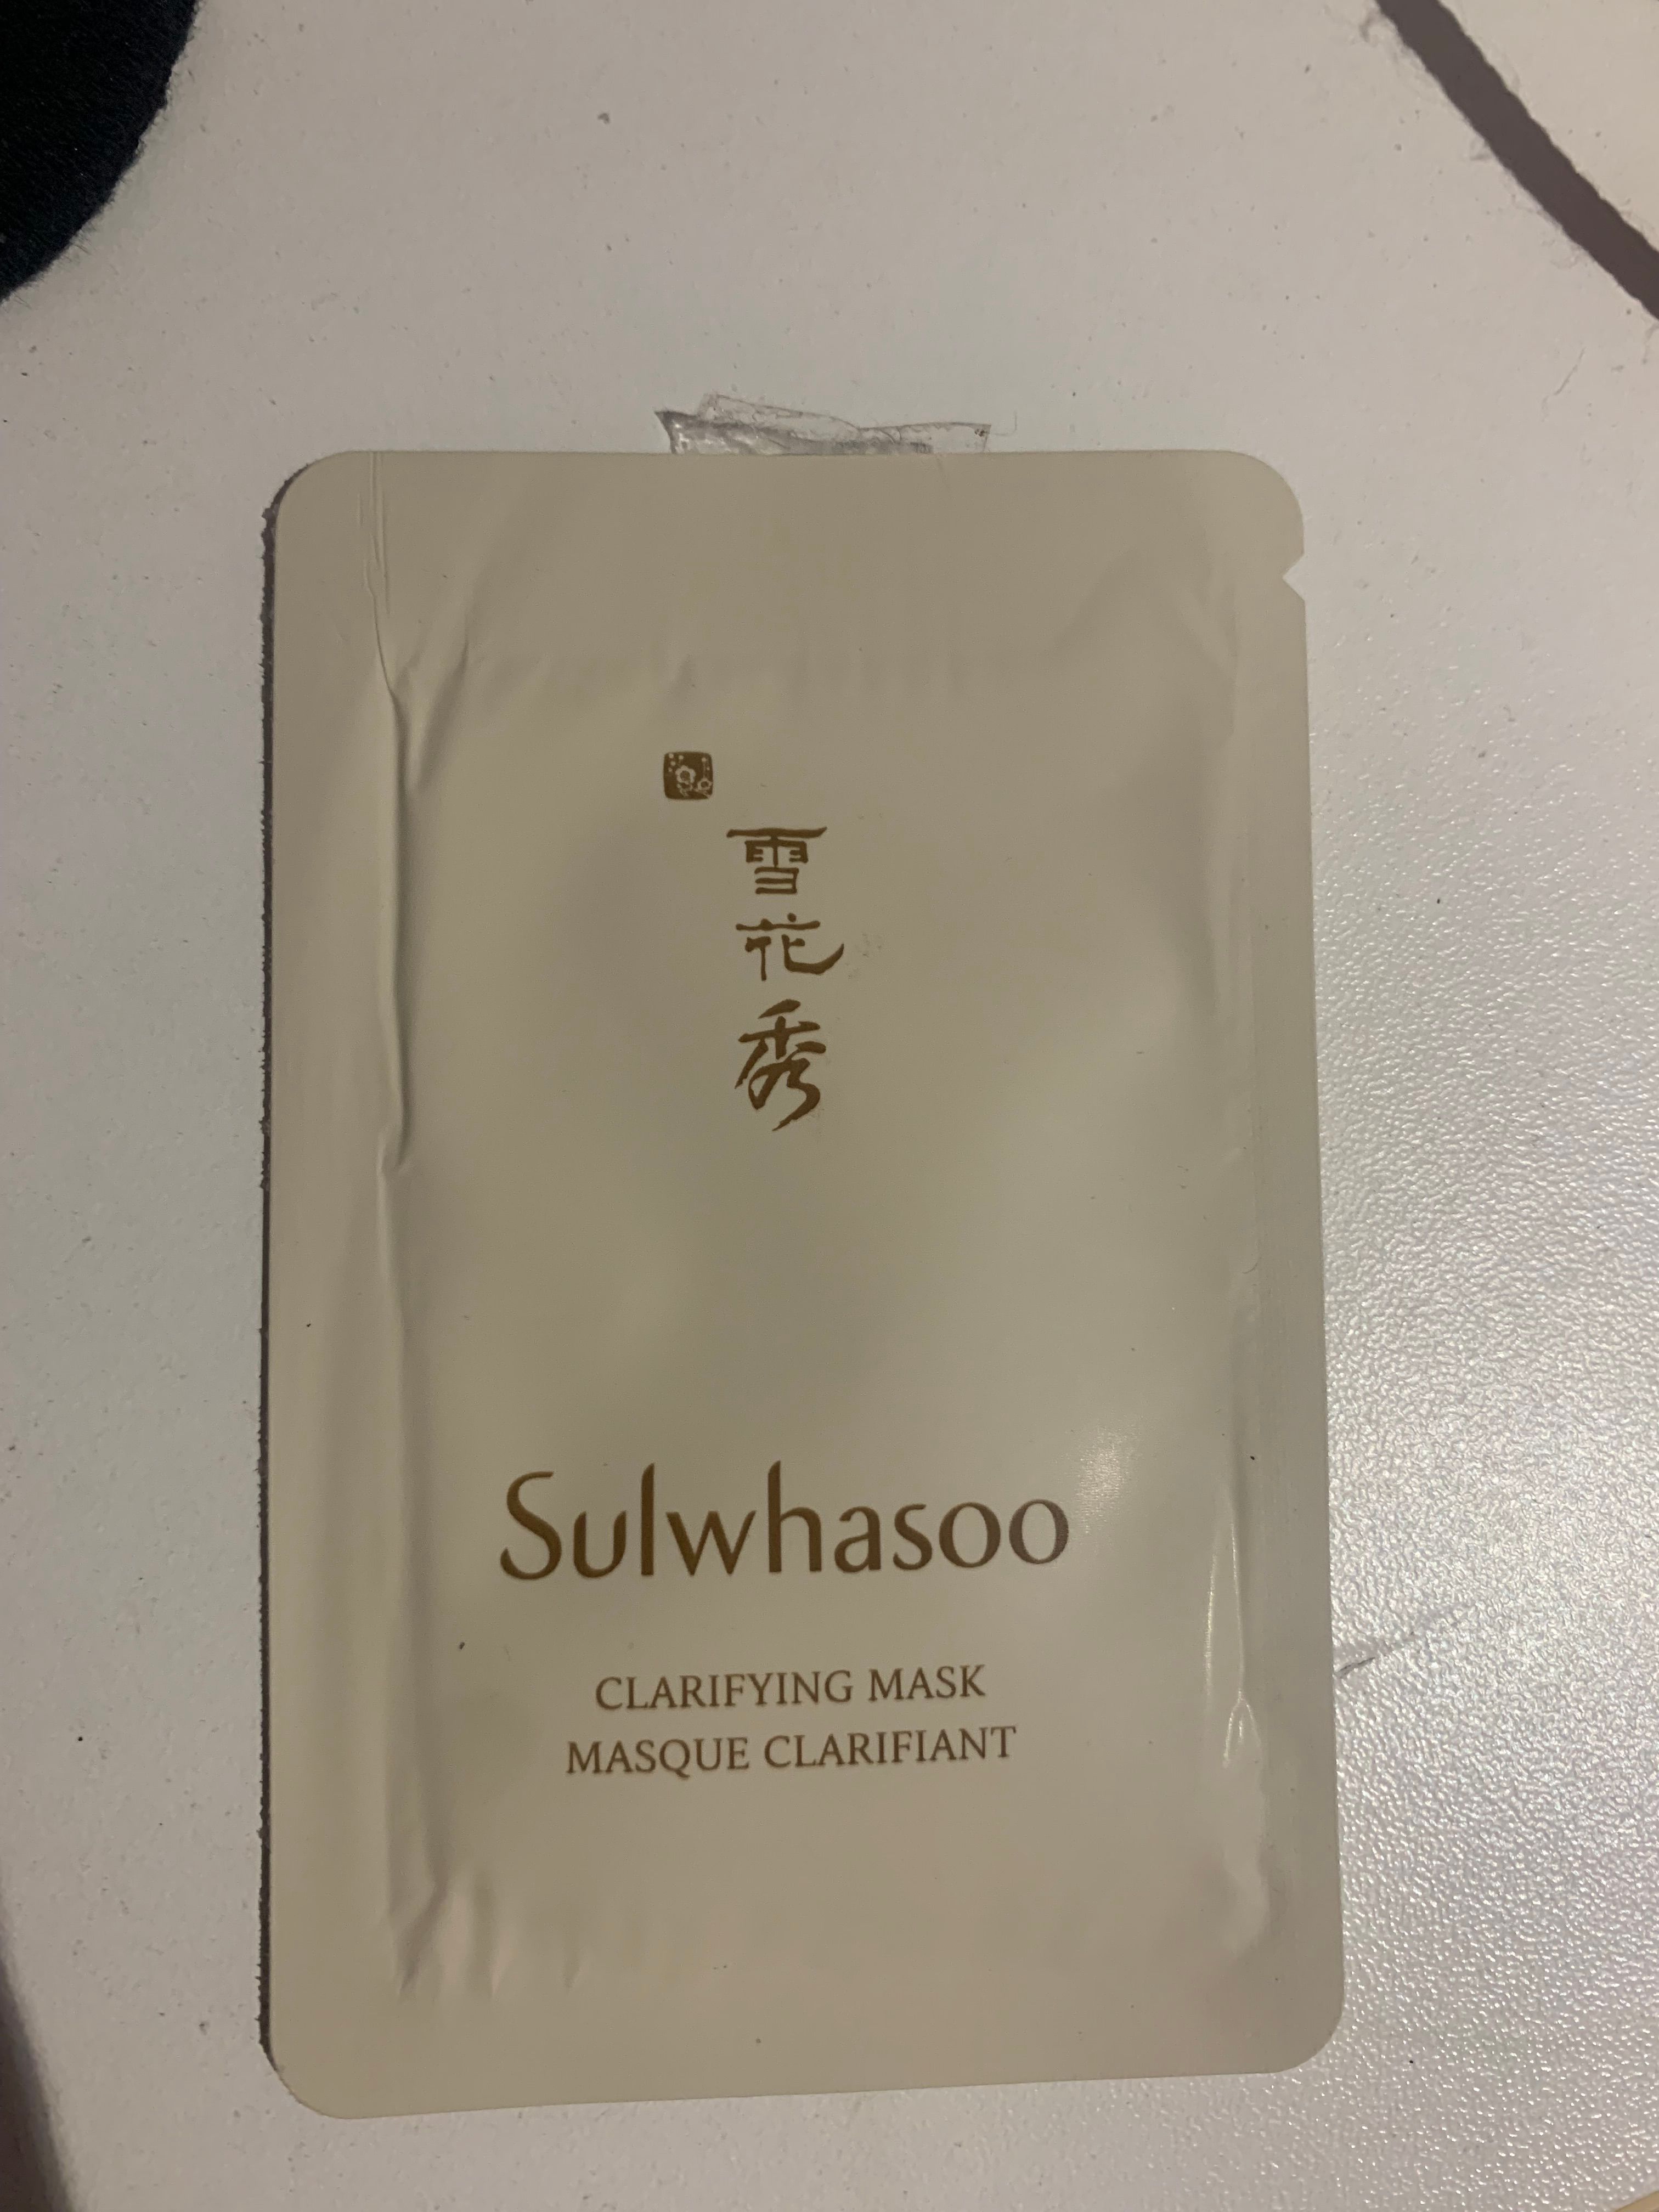 雪花秀
Sulwhasoo
CLARIFYING MASK
MASQUE CLARIFIANT